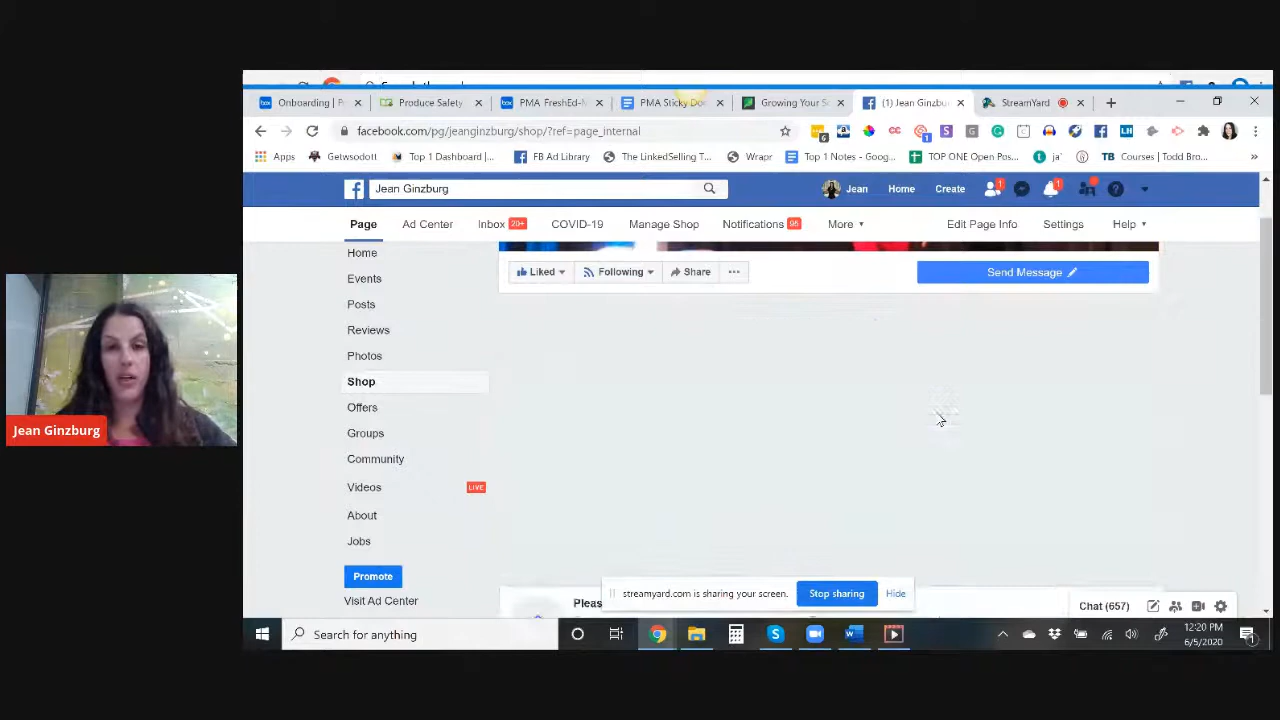 Onboarding | P
Produce Safety
PMA FreshEd-M
PMA Sticky Do
Growing Your S
(1) Jean Ginzbu
StreamYard
facebook.com/pg/jeanginzburg/shop/?ref=page_internal
Apps
Getwsodott
Top 1 Dashboard |...
FB Ad Library
The LinkedSelling T...
Wrapr
Top 1 Notes - Goog...
TOP ONE Open Pos...
ja'
TB Courses | Todd Bro...
Jean Ginzburg
Jean
Home
Create
Page
Ad Center
Inbox 20+
COVID-19
Manage Shop
Notifications 95
More
Edit Page Info
Settings
Help
Home
Events
Posts
Reviews
Photos
Shop
Offers
Groups
Community
Videos LIVE
About
Jobs
Promote
Visit Ad Center
Liked
Following
Share
Send Message
Pleas
streamyard.com is sharing your screen.
Stop sharing
Hide
Chat (657)
Jean Ginzburg
Search for anything
12:20 PM
6/5/2020